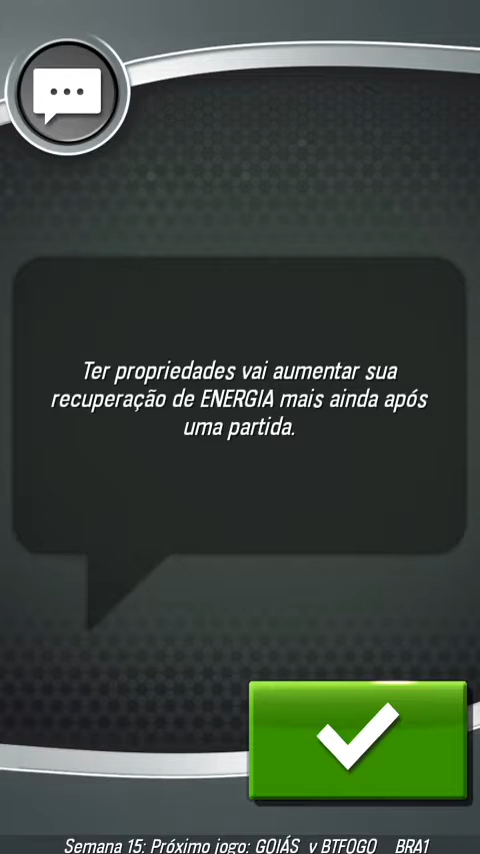 Ter propriedades vai aumentar sua
recuperação de ENERGIA mais ainda após
uma partida.
Semana 15: Próximo jogo: GOIÁS v BTFOGO BRA1